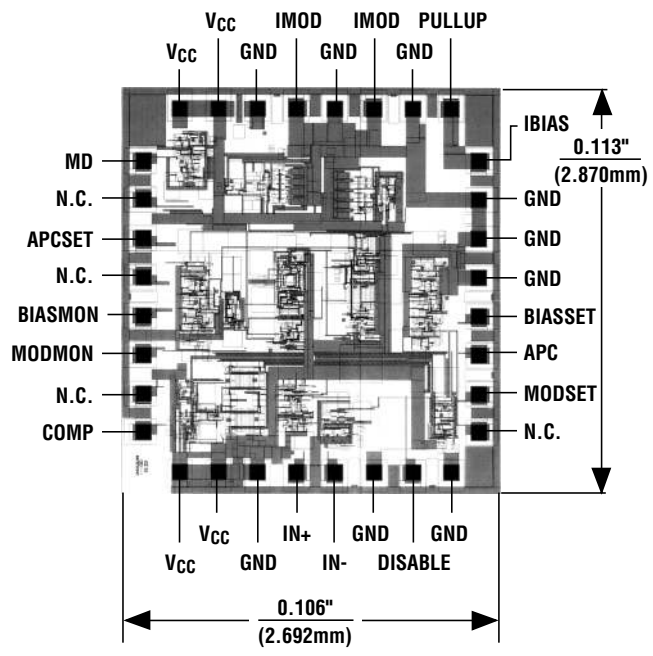 VCC IMOD IMOD PULLUP
VCC GND GND GND
IBIAS
0.113"
(2.870mm)
MD
N.C.
GND
APCSET
GND
N.C.
GND
BIASMON
BIASSET
MODMON
APC
N.C.
MODSET
COMP
N.C.
VCC IN+ GND GND
VCC GND IN- DISABLE
0.106"
(2.692mm)